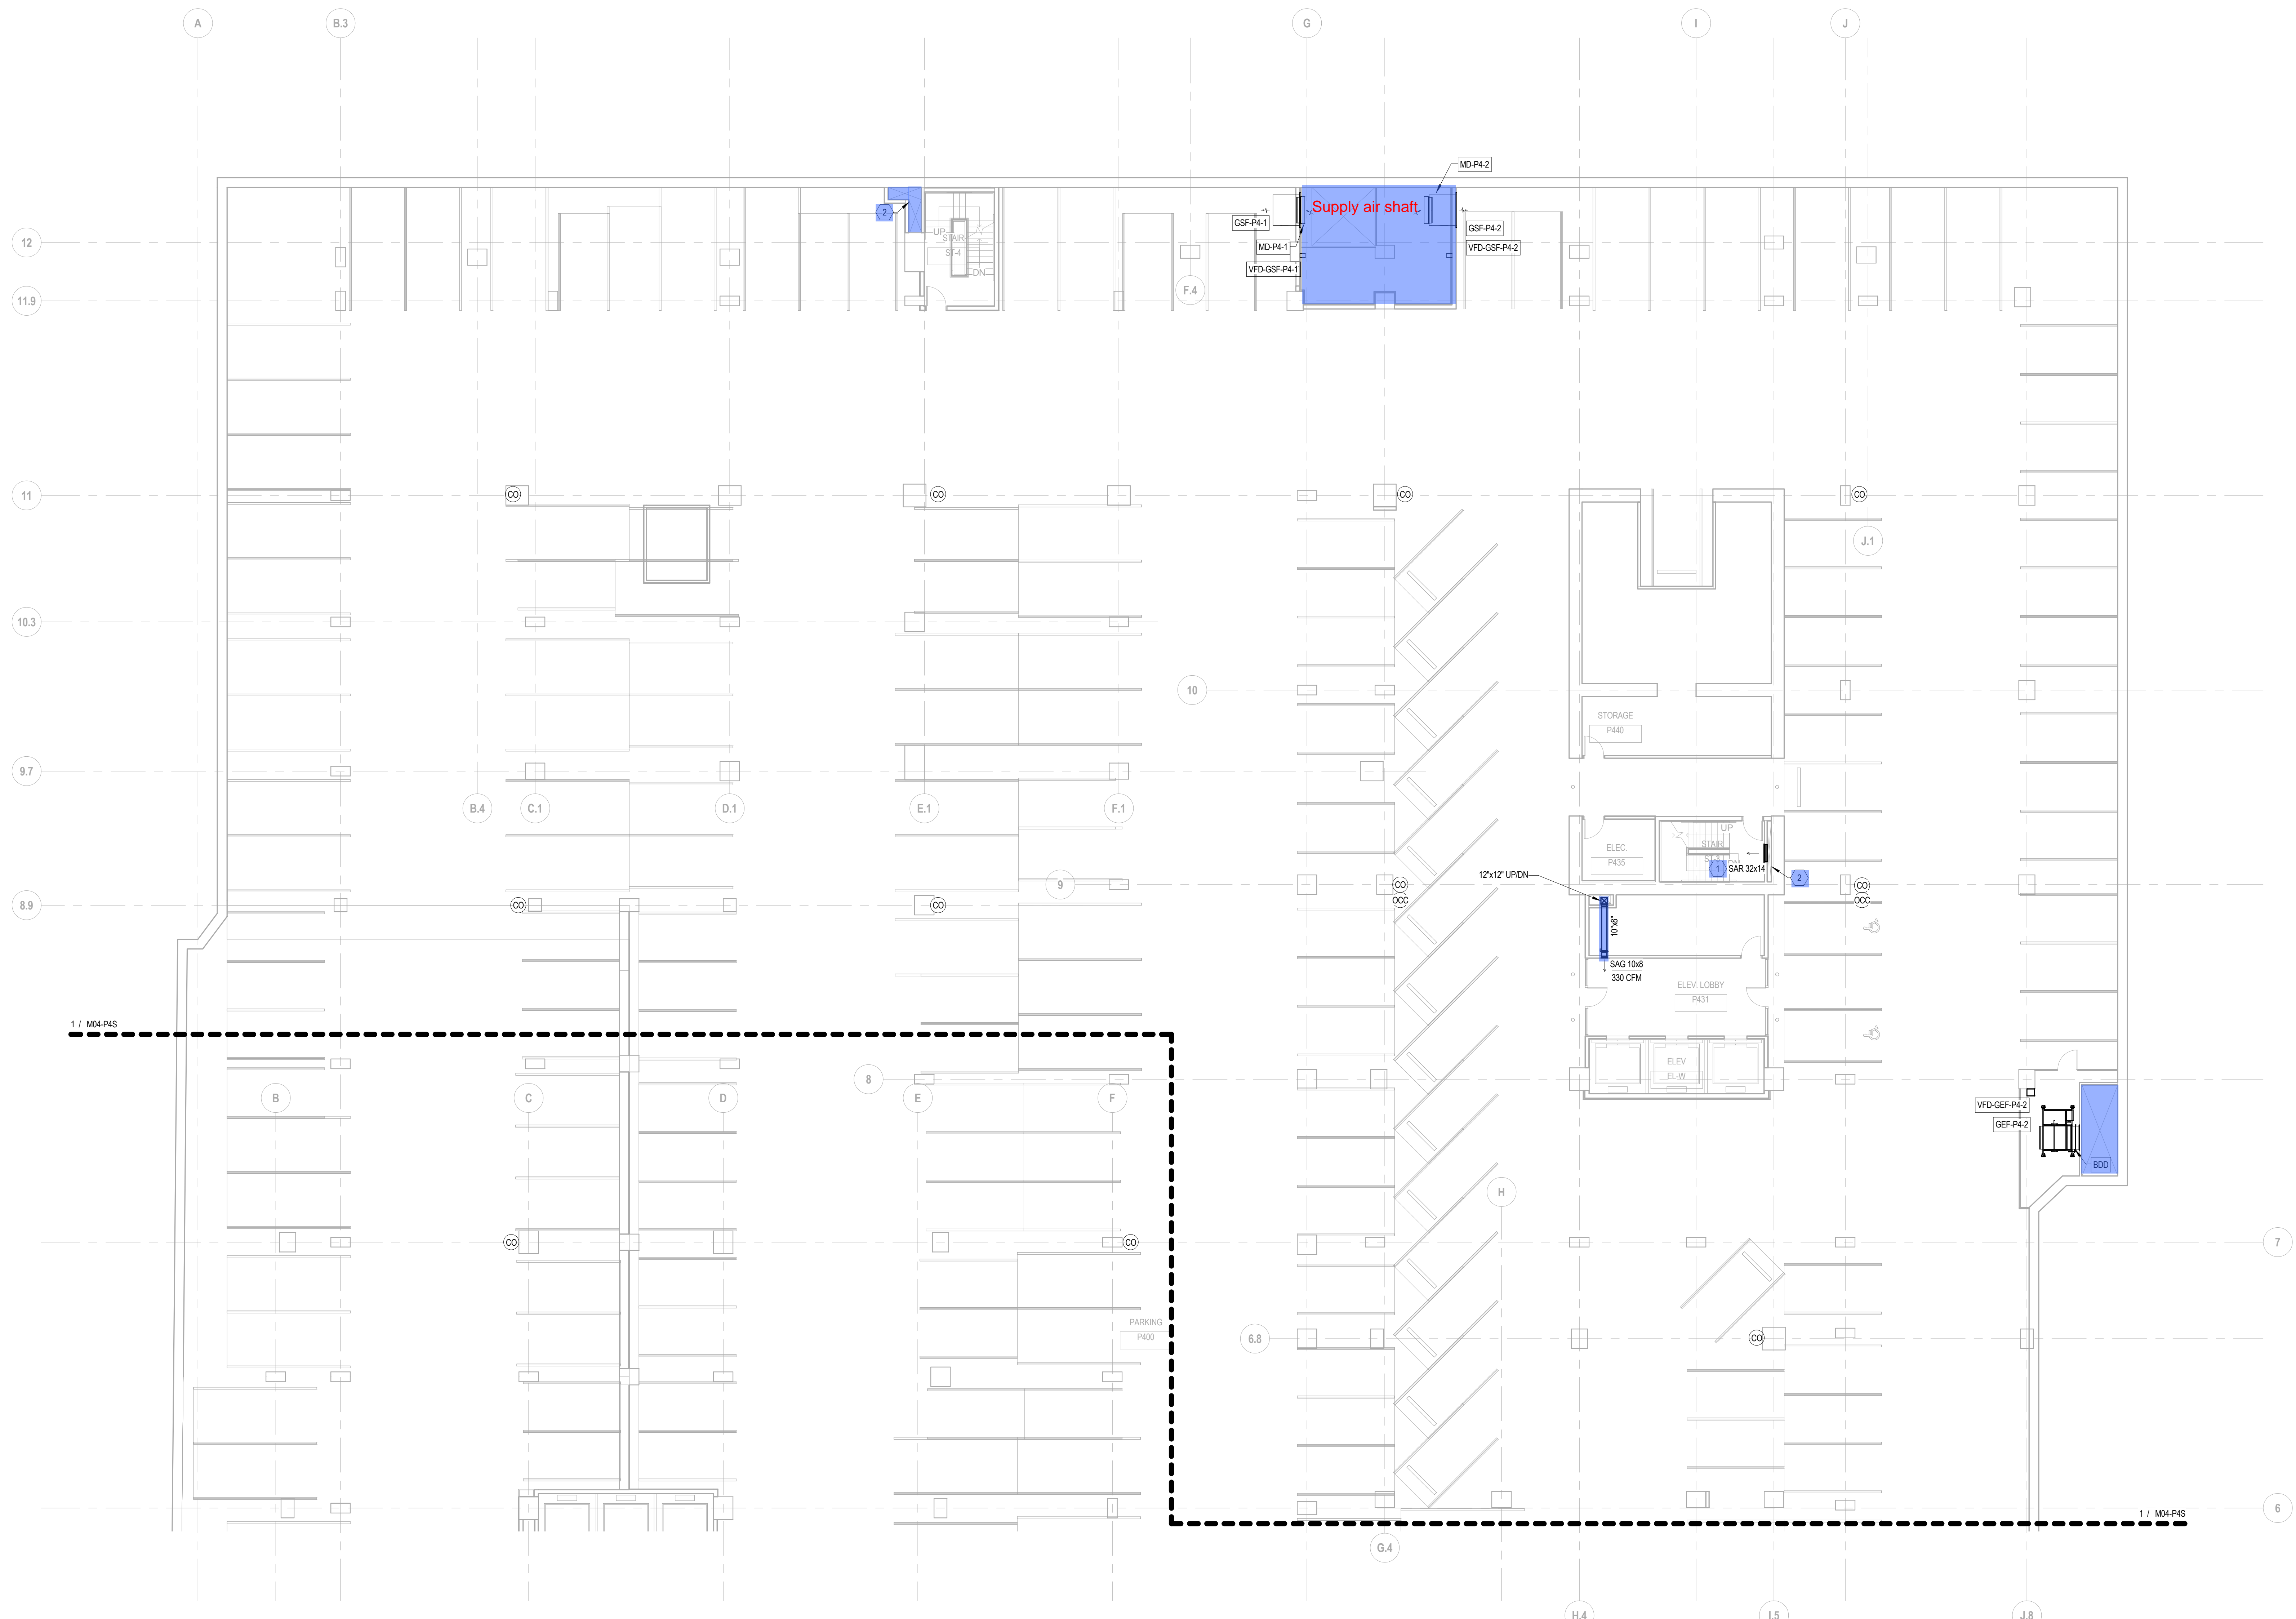 A
B.3
G
I
J
MD-P4-2
Supply air shaft
2
GSF-P4-1
GSF-P4-2
UP
STAIR
ST-4
12
MD-P4-1
VFD-GSF-P4-2
VFD-GSF-P4-1
DN
F.4
11.9
11
CO
CO
CO
CO
J.1
10.3
10
STORAGE
P440
9.7
B.4
C.1
D.1
E.1
F.1
UP
STAIR
ELEC.
P435
1
SAR 32x14
2
12"x12" UP/DN
9
CO
OCC
CO
OCC
8.9
CO
CO
10"x8"
SAG 10x8
330 CFM
ELEV. LOBBY
P431
1 / M04-P4S
ELEV
EL-W
8
B
C
D
E
F
VFD-GEF-P4-2
GEF-P4-2
BDD
H
CO
CO
7
PARKING
P400
6.8
CO
6
1 / M04-P4S
G.4
H.4
I.5
J.8